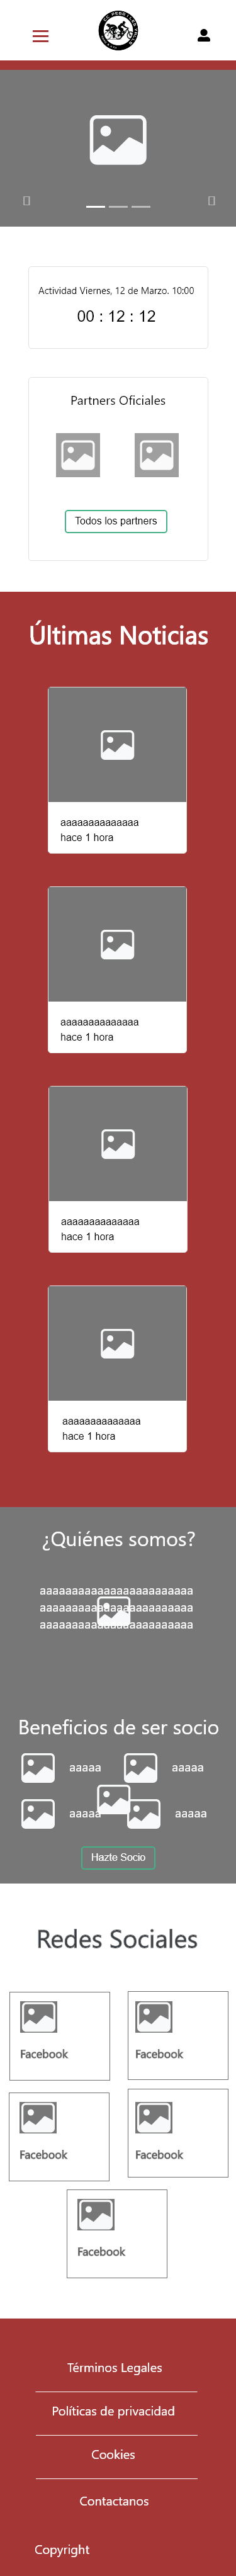 Actividad Viernes, 12 de Marzo. 10:00
00 : 12 : 12
Partners Oficiales
Todos los partners
Últimas Noticias
aaaaaaaaaaaaaa
hace 1 hora
aaaaaaaaaaaaaa
hace 1 hora
aaaaaaaaaaaaaa
hace 1 hora
aaaaaaaaaaaaaa
hace 1 hora
¿Quiénes somos?
aaaaaaaaaaaaaaaaaaaaaaaa
aaaaaaaaaaaaaaaaaaaaaaaa
aaaaaaaaaaaaaaaaaaaaaaaa
Beneficios de ser socio
aaaaa aaaaa
aaaaa aaaaa
Hazte Socio
Redes Sociales
Facebook Facebook
Facebook Facebook
Facebook
Términos Legales
Políticas de privacidad
Cookies
Contactanos
Copyright